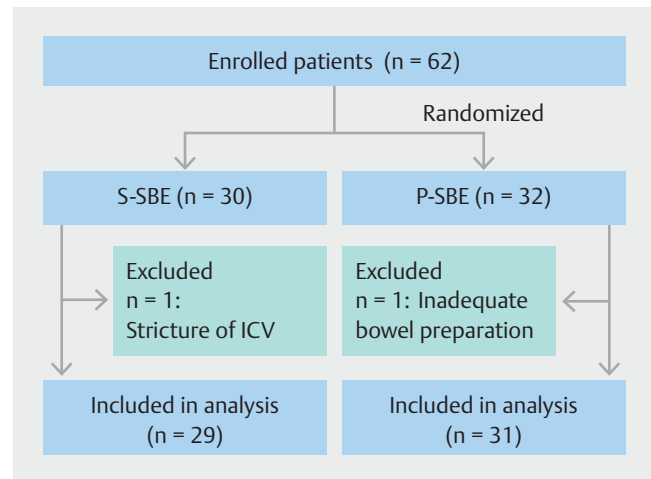 Enrolled patients (n = 62)
Randomized
S-SBE (n = 30)
P-SBE (n = 32)
Excluded
n = 1:
Stricture of ICV
Excluded
n = 1: Inadequate
bowel preparation
Included in analysis
(n = 29)
Included in analysis
(n = 31)